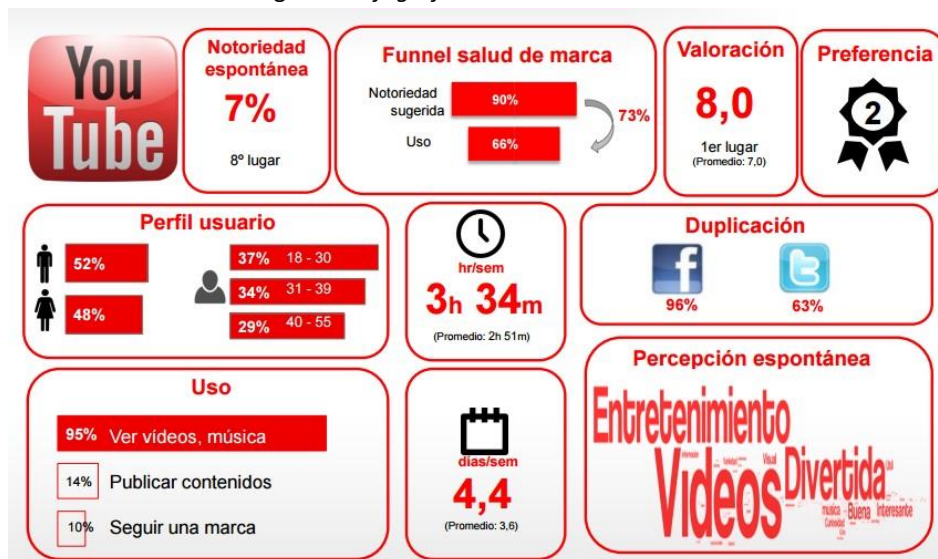 You
Tube
Notoriedad
espontánea
7%
8º lugar
Funnel salud de marca
Notoriedad
sugerida
90%
Uso
66%
73%
Valoración
8,0
1er lugar
(Promedio: 7,0)
Preferencia
2
Perfil usuario
52%
48%
37% 18 - 30
34% 31 - 39
29% 40 - 55
hr/sem
3h 34m
(Promedio: 2h 51m)
Duplicación
f
96%
63%
Uso
95% Ver vídeos, música
14% Publicar contenidos
10% Seguir una marca
días/sem
4,4
(Promedio: 3,6)
Percepción espontánea
Entretenimiento
Visual
Vídeos
Divertida
música
Buena
Interesante
Curiosidad